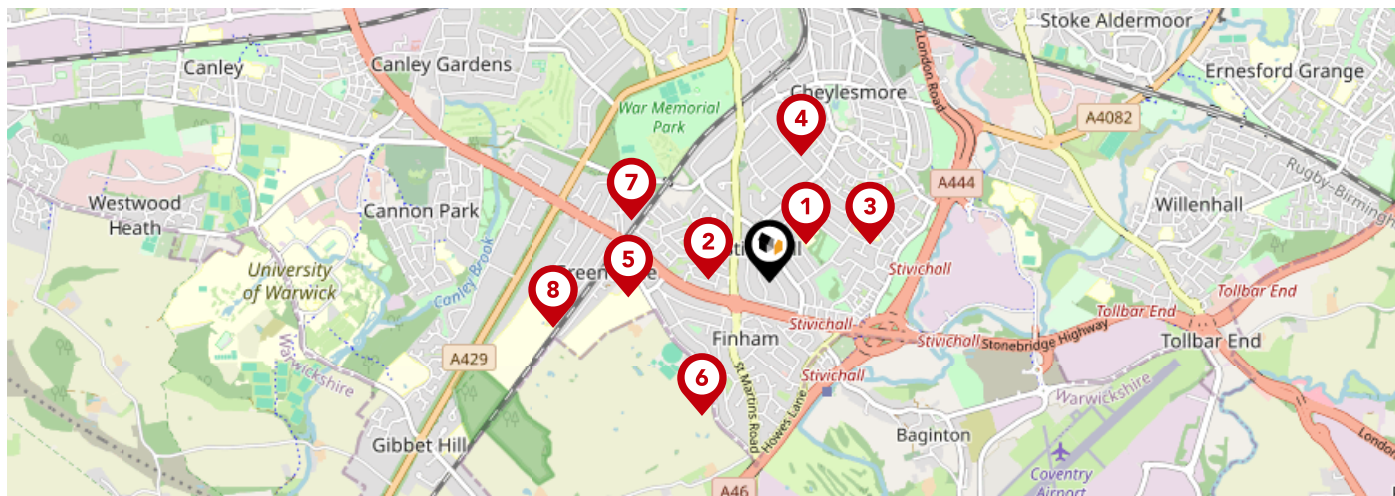 Stoke Aldermoor
Canley
Canley Gardens
London Road
Ernesford Grange
Cheylesmore
War Memorial
Park
4
A4082
7
A444
Rugby-Birming
Westwood
Heath
Cannon Park
1
3
Willenhall
2
5
Stivichall
University
of Warwick
Canley Brook
8
Tollbar End
Tollbar End
Stivichall
Stivichall
Stonebridge Highway
Finham
Tollbar End
A429
Warwickshire
6
St Martins Road
Stivichall
Warwickshire
Howes Lane
Gibbet Hill
Baginton
London
Coventry
Airport
A46